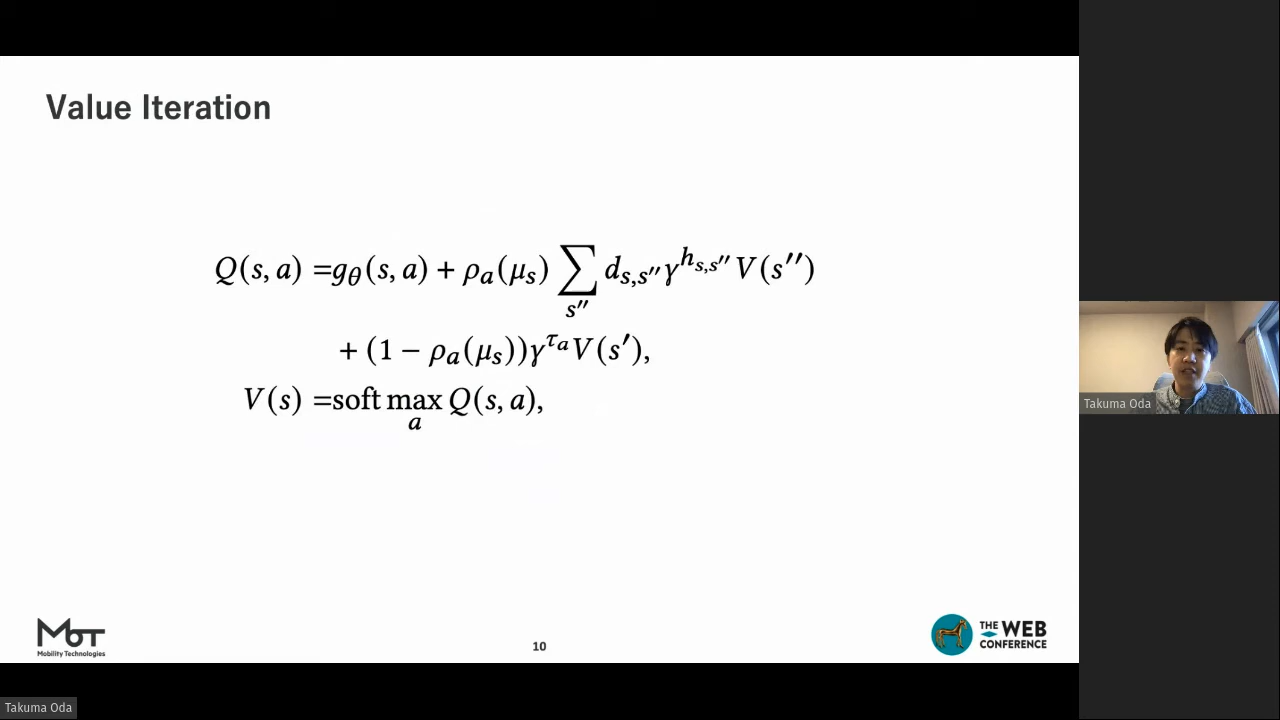 Value Iteration
Q(s, a) =g_θ(s, a) + ρ_a(μ_s) ∑_{s″} d_{s,s″} γ^{h_{s,s″}} V(s″)
+ (1 − ρ_a(μ_s))γ^{τ_a} V(s′),
V(s) =soft max_a Q(s, a),
Takuma Oda
MoT
Mobility Technologies
10
THE WEB
CONFERENCE
Takuma Oda